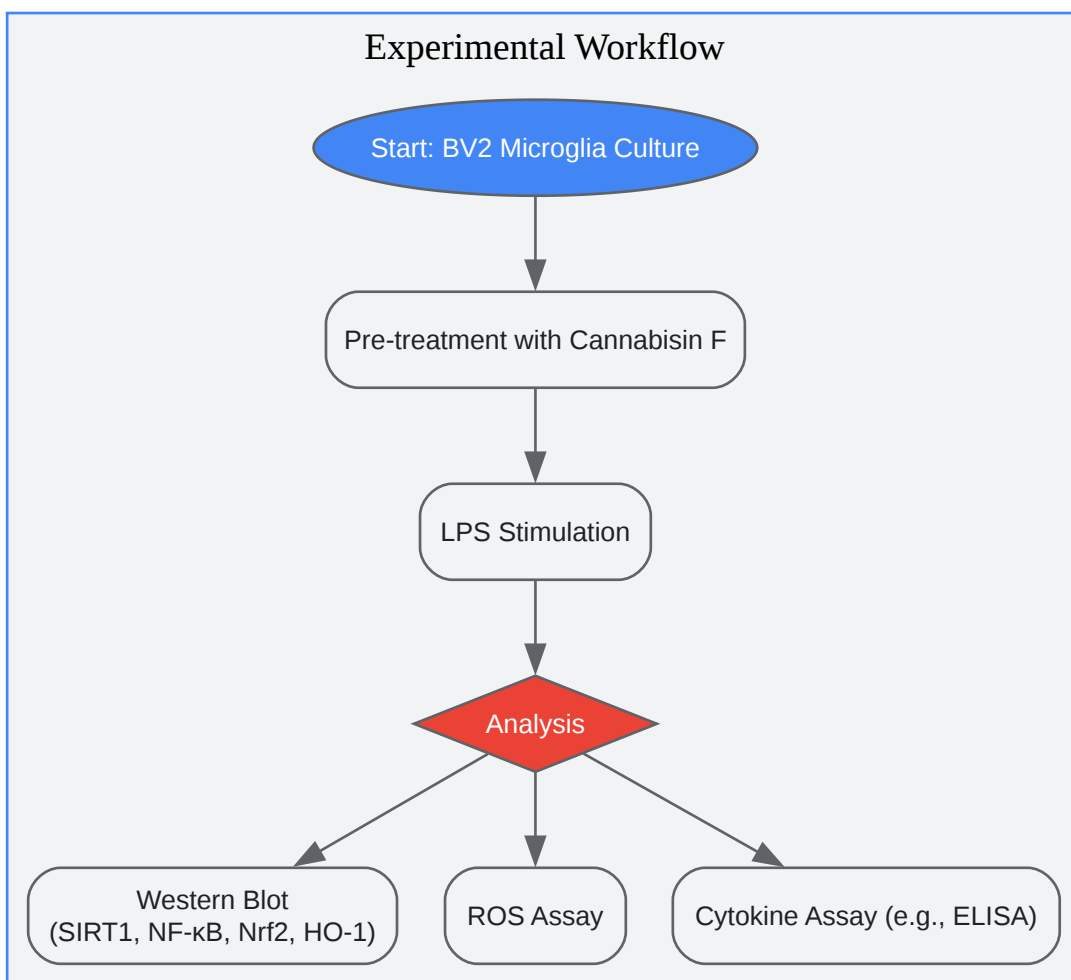 Experimental Workflow
Start: BV2 Microglia Culture
Pre-treatment with Cannabisin F
LPS Stimulation
Analysis
Western Blot
(SIRT1, NF-κB, Nrf2, HO-1)
ROS Assay
Cytokine Assay (e.g., ELISA)